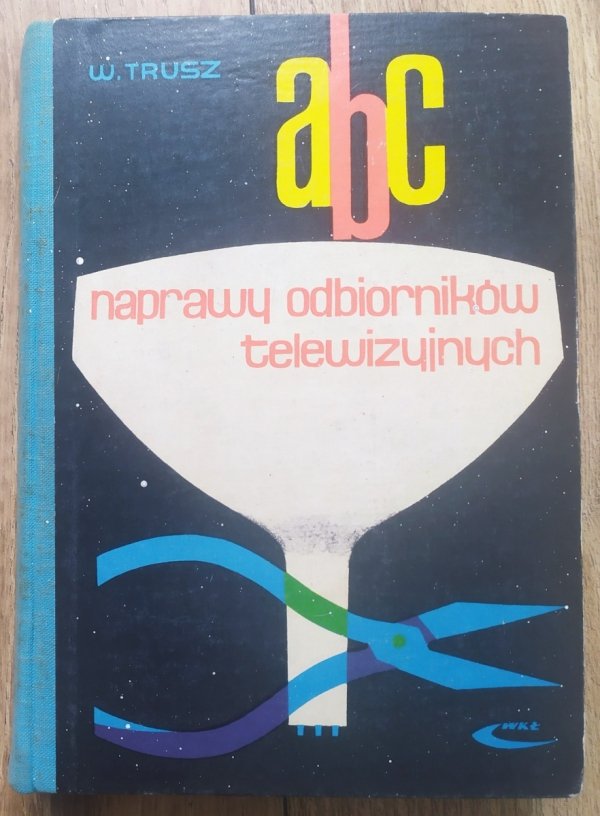 W. TRUSZ
abc
naprawy odbiorników
telewizyjnych
WKŁ